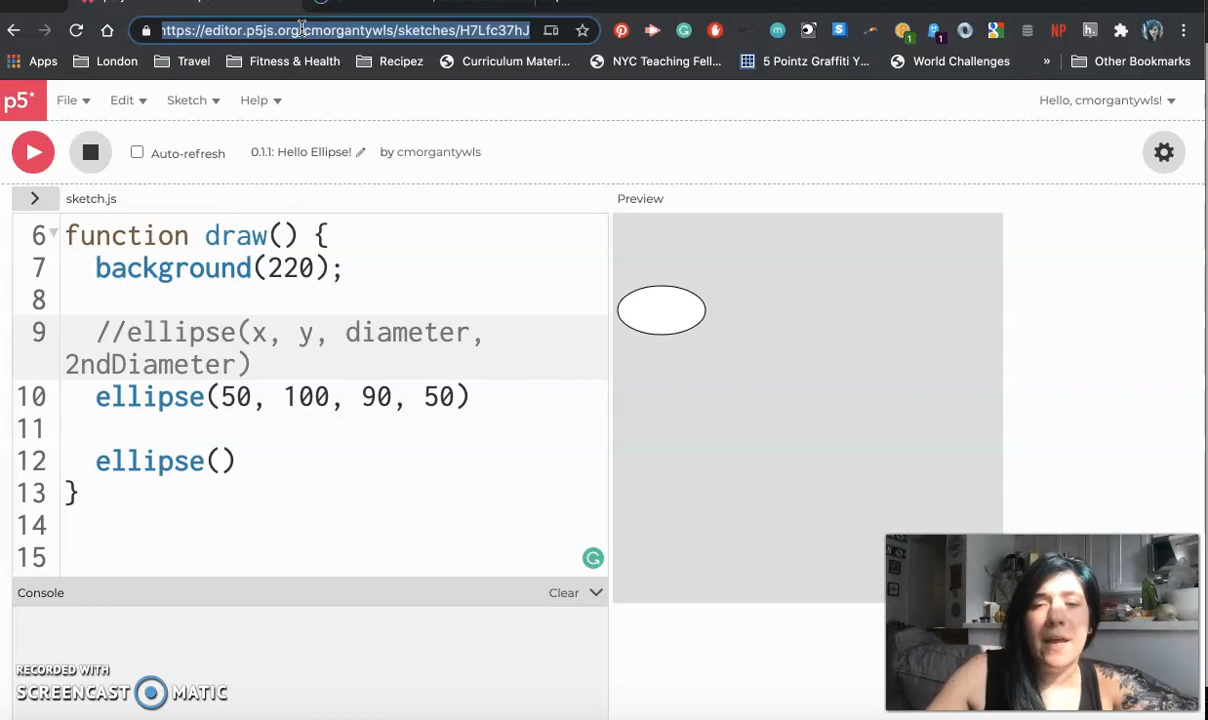 https://editor.p5js.org/cmorgantywls/sketches/H7Lfc37hJ
Apps London Travel Fitness & Health Recipez Curriculum Materi... NYC Teaching Fell... 5 Pointz Graffiti Y... World Challenges » Other Bookmarks
p5* File Edit Sketch Help Hello, cmorgantywls!
Auto-refresh 0.1.1: Hello Ellipse! by cmorgantywls
sketch.js Preview
6 function draw() {
7 background(220);
8
9 //ellipse(x, y, diameter,
2ndDiameter)
10 ellipse(50, 100, 90, 50)
11
12 ellipse()
13 }
14
15
Console Clear
RECORDED WITH
SCREENCAST MATIC